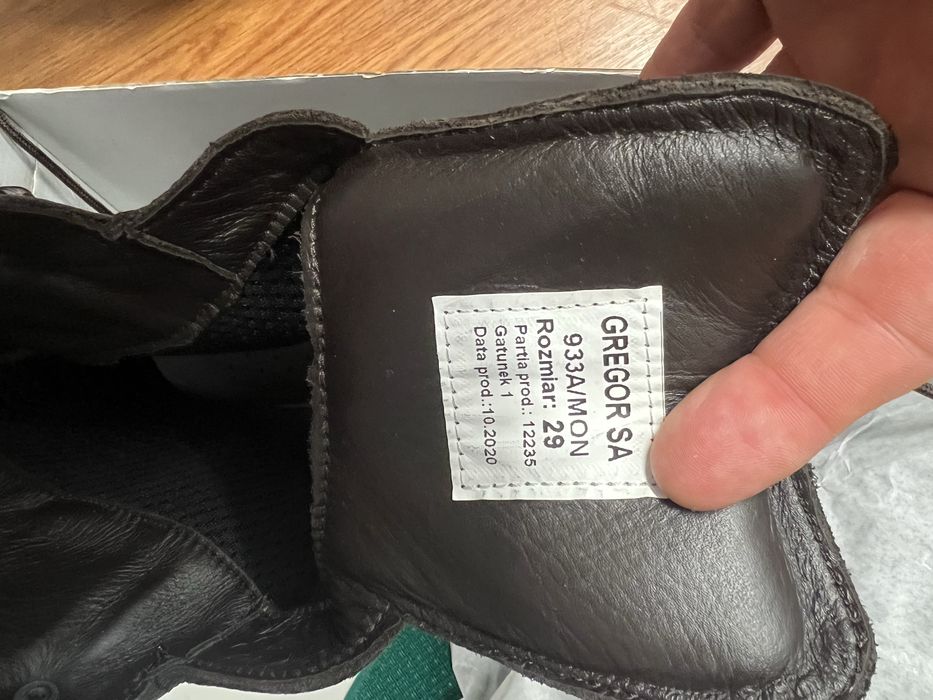 GREGOR SA
933A/MON
Rozmiar: 29
Partia prod.: 12235
Gatunek 1
Data prod.:10.2020